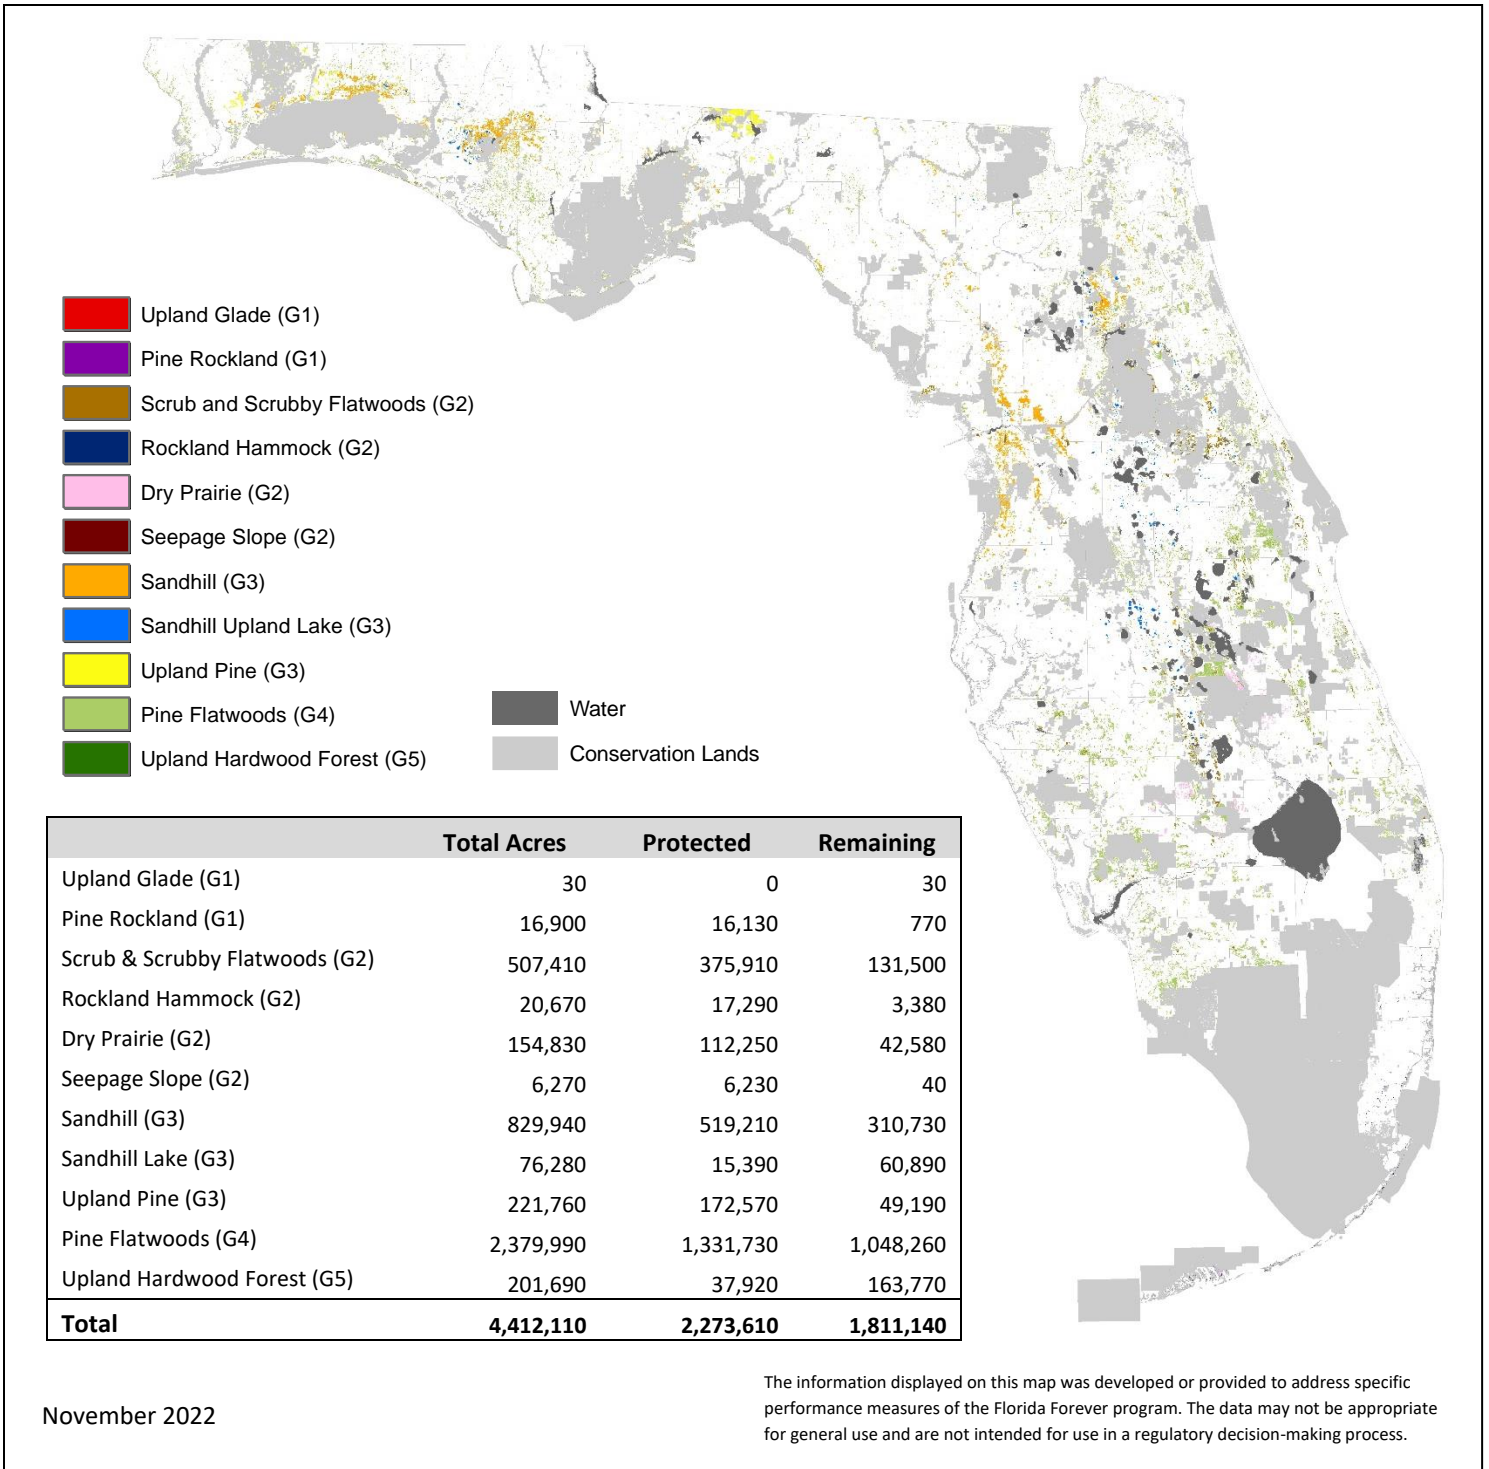 Upland Glade (G1)
Pine Rockland (G1)
Scrub and Scrubby Flatwoods (G2)
Rockland Hammock (G2)
Dry Prairie (G2)
Seepage Slope (G2)
Sandhill (G3)
Sandhill Upland Lake (G3)
Upland Pine (G3)
Pine Flatwoods (G4)
Upland Hardwood Forest (G5)
Water
Conservation Lands
Total Acres Protected Remaining
Upland Glade (G1) 30 0 30
Pine Rockland (G1) 16,900 16,130 770
Scrub & Scrubby Flatwoods (G2) 507,410 375,910 131,500
Rockland Hammock (G2) 20,670 17,290 3,380
Dry Prairie (G2) 154,830 112,250 42,580
Seepage Slope (G2) 6,270 6,230 40
Sandhill (G3) 829,940 519,210 310,730
Sandhill Lake (G3) 76,280 15,390 60,890
Upland Pine (G3) 221,760 172,570 49,190
Pine Flatwoods (G4) 2,379,990 1,331,730 1,048,260
Upland Hardwood Forest (G5) 201,690 37,920 163,770
Total 4,412,110 2,273,610 1,811,140
November 2022
The information displayed on this map was developed or provided to address specific
performance measures of the Florida Forever program. The data may not be appropriate
for general use and are not intended for use in a regulatory decision-making process.